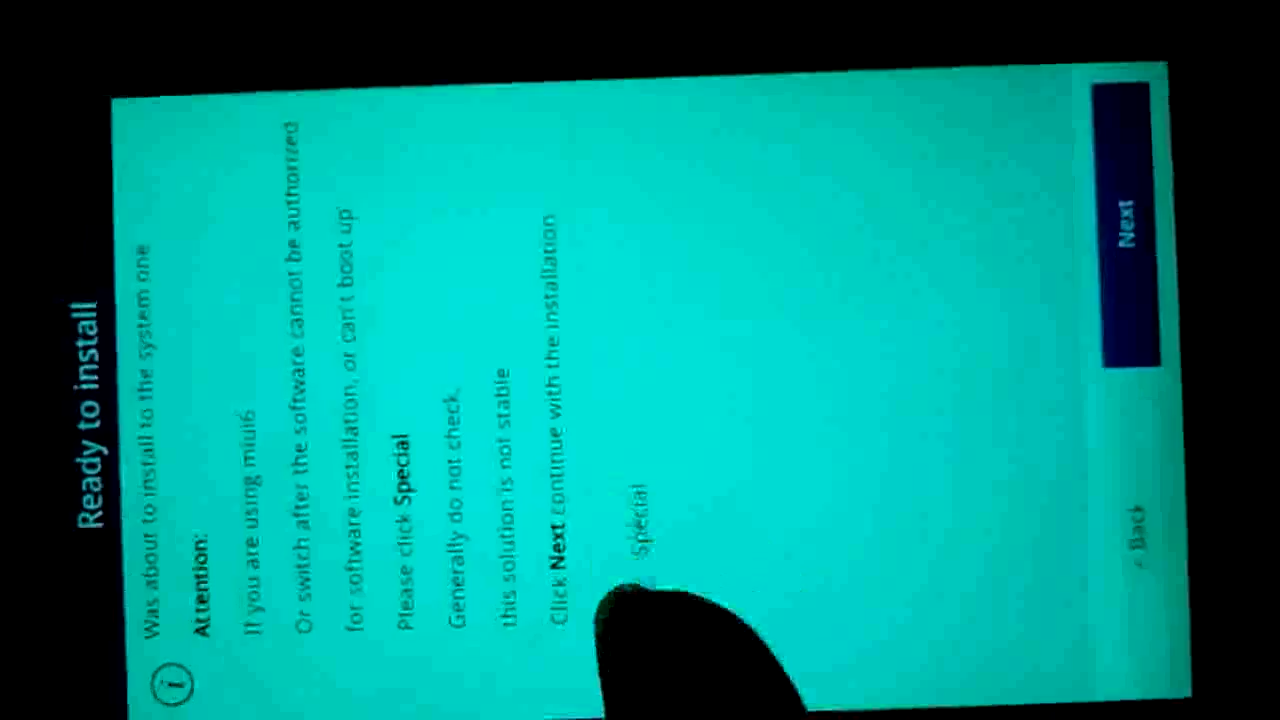 Ready to install
Was about to install to the system one
Attention:
If you are using miui6
Or switch after the software cannot be authorized
for software installation, or can't boot up
Please click Special
Generally do not check,
this solution is not stable
Click Next continue with the installation
Special
Back
Next